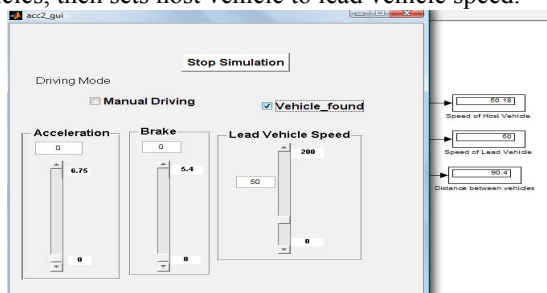 cles, then sets host vehicle to lead vehicle speed.
acc2_gui
Stop Simulation
Driving Mode
Manual Driving
Vehicle_found
Acceleration
0
6.75
0
Brake
0
5.4
0
Lead Vehicle Speed
200
50
0
50.18
Speed of Host Vehicle
50
Speed of Lead Vehicle
90.4
Distance between vehicles